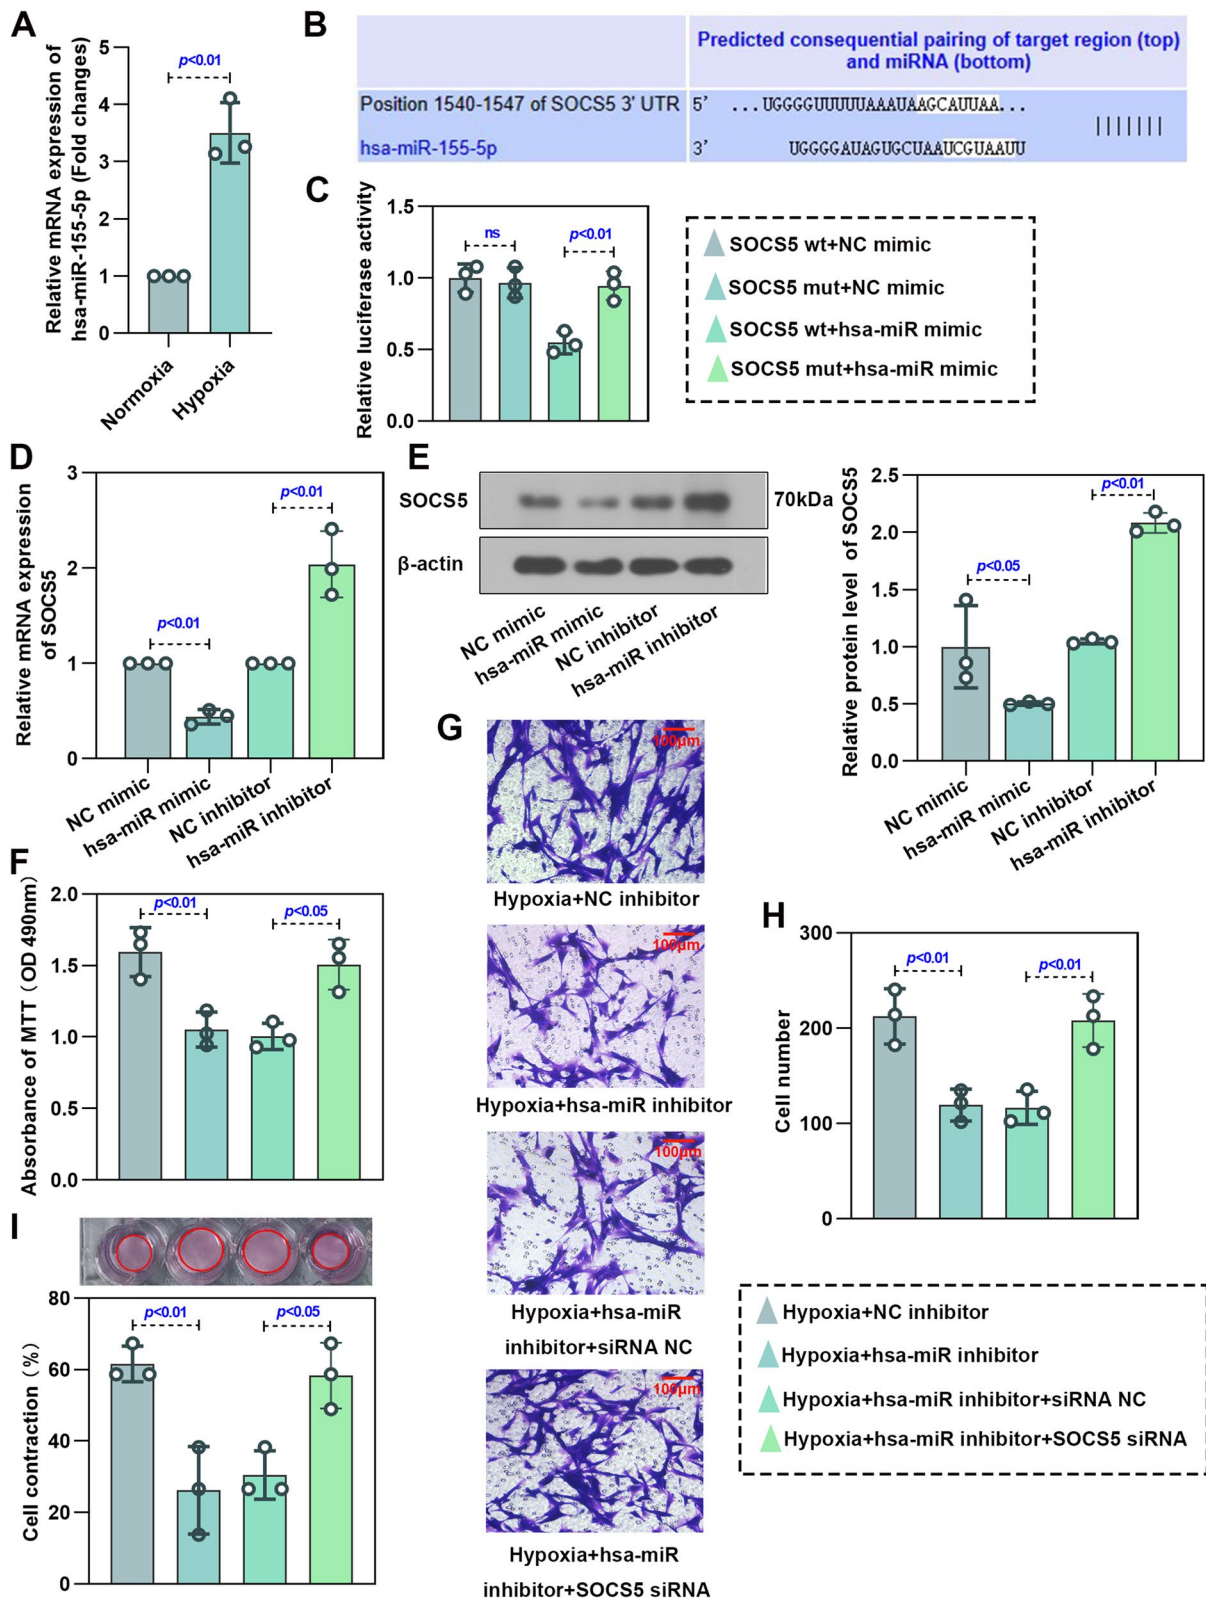 A
Relative mRNA expression of
hsa-miR-155-5p (Fold changes)
5
4
3
2
1
0
p<0.01
Normoxia
Hypoxia
B
Predicted consequential pairing of target region (top)
and miRNA (bottom)
Position 1540-1547 of SOCS5 3' UTR
5' ...UGGGGUUUUUAAAUAAGCAUUAA...
|||||||
hsa-miR-155-5p
3' UGGGGAUAGUGCUAAUCGUAAUU
C
Relative luciferase activity
1.5
1.0
0.5
0.0
ns
p<0.01
SOCS5 wt+NC mimic
SOCS5 mut+NC mimic
SOCS5 wt+hsa-miR mimic
SOCS5 mut+hsa-miR mimic
D
Relative mRNA expression
of SOCS5
3
2
1
0
p<0.01
p<0.01
NC mimic
hsa-miR mimic
NC inhibitor
hsa-miR inhibitor
E
SOCS5
70kDa
β-actin
NC mimic
hsa-miR mimic
NC inhibitor
hsa-miR inhibitor
Relative protein level of SOCS5
2.5
2.0
1.5
1.0
0.5
0.0
p<0.05
p<0.01
NC mimic
hsa-miR mimic
NC inhibitor
hsa-miR inhibitor
F
Absorbance of MTT（OD 490nm）
2.0
1.5
1.0
0.5
0.0
p<0.01
p<0.05
G
100μm
Hypoxia+NC inhibitor
100μm
Hypoxia+hsa-miR inhibitor
100μm
Hypoxia+hsa-miR
inhibitor+siRNA NC
100μm
Hypoxia+hsa-miR
inhibitor+SOCS5 siRNA
H
Cell number
300
200
100
0
p<0.01
p<0.01
I
Cell contraction（%）
80
60
40
20
0
p<0.01
p<0.05
Hypoxia+NC inhibitor
Hypoxia+hsa-miR inhibitor
Hypoxia+hsa-miR inhibitor+siRNA NC
Hypoxia+hsa-miR inhibitor+SOCS5 siRNA